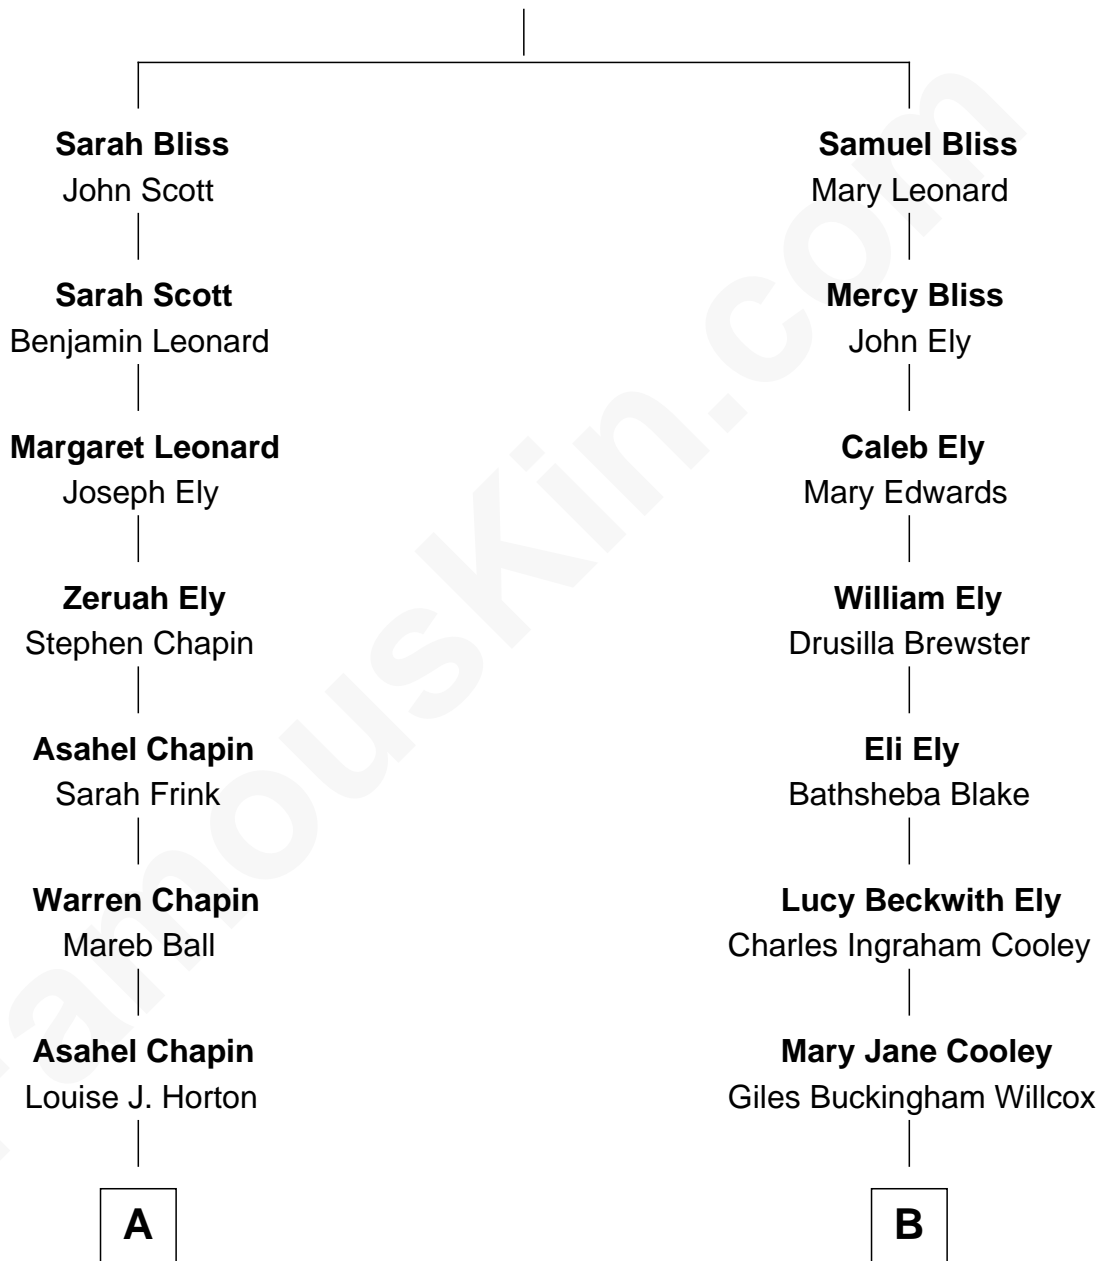 Sarah Bliss
John Scott
Sarah Scott
Benjamin Leonard
Margaret Leonard
Joseph Ely
Zeruah Ely
Stephen Chapin
Asahel Chapin
Sarah Frink
Warren Chapin
Mareb Ball
Asahel Chapin
Louise J. Horton
A
Samuel Bliss
Mary Leonard
Mercy Bliss
John Ely
Caleb Ely
Mary Edwards
William Ely
Drusilla Brewster
Eli Ely
Bathsheba Blake
Lucy Beckwith Ely
Charles Ingraham Cooley
Mary Jane Cooley
Giles Buckingham Willcox
B
FamousKin.com